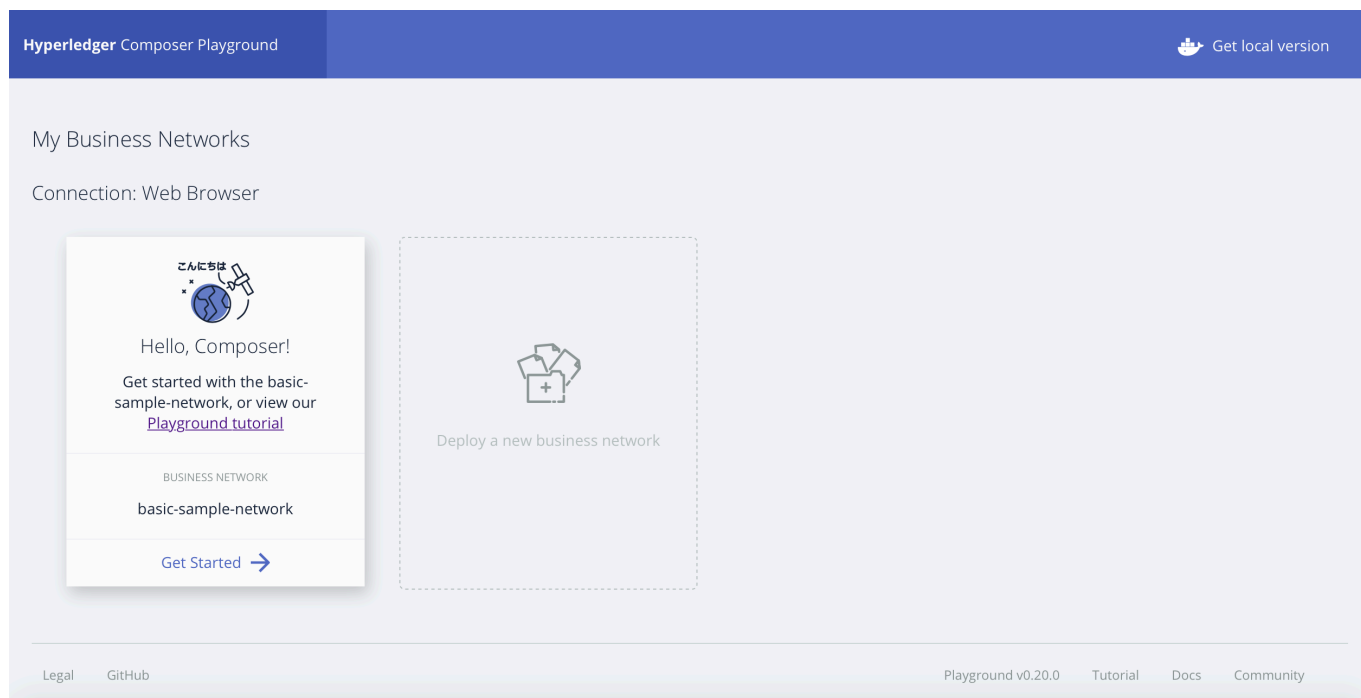 Hyperledger Composer Playground
Get local version
My Business Networks
Connection: Web Browser
こんにちは
Hello, Composer!
Get started with the basic-
sample-network, or view our
Playground tutorial
BUSINESS NETWORK
basic-sample-network
Get Started
Deploy a new business network
Legal GitHub
Playground v0.20.0 Tutorial Docs Community